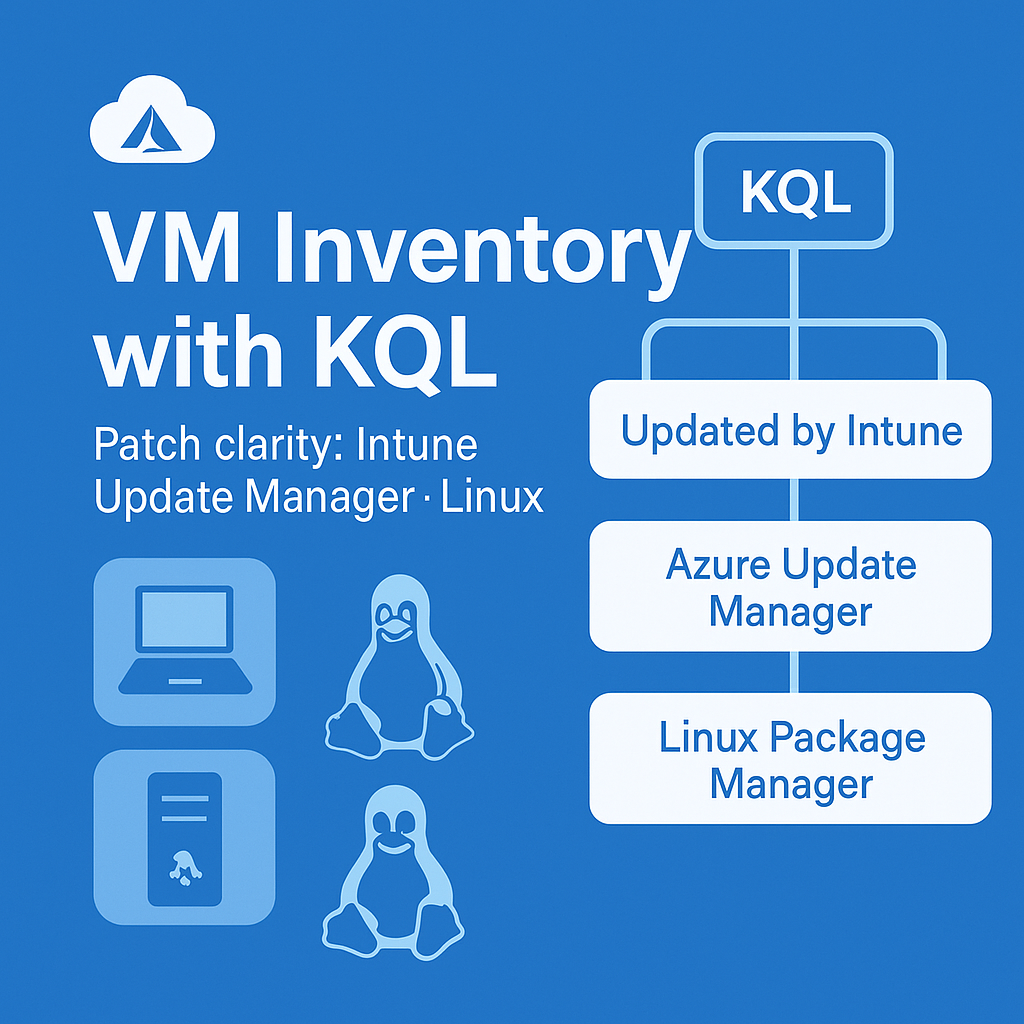 VM Inventory
with KQL
Patch clarity: Intune
Update Manager · Linux
KQL
Updated by Intune
Azure Update
Manager
Linux Package
Manager